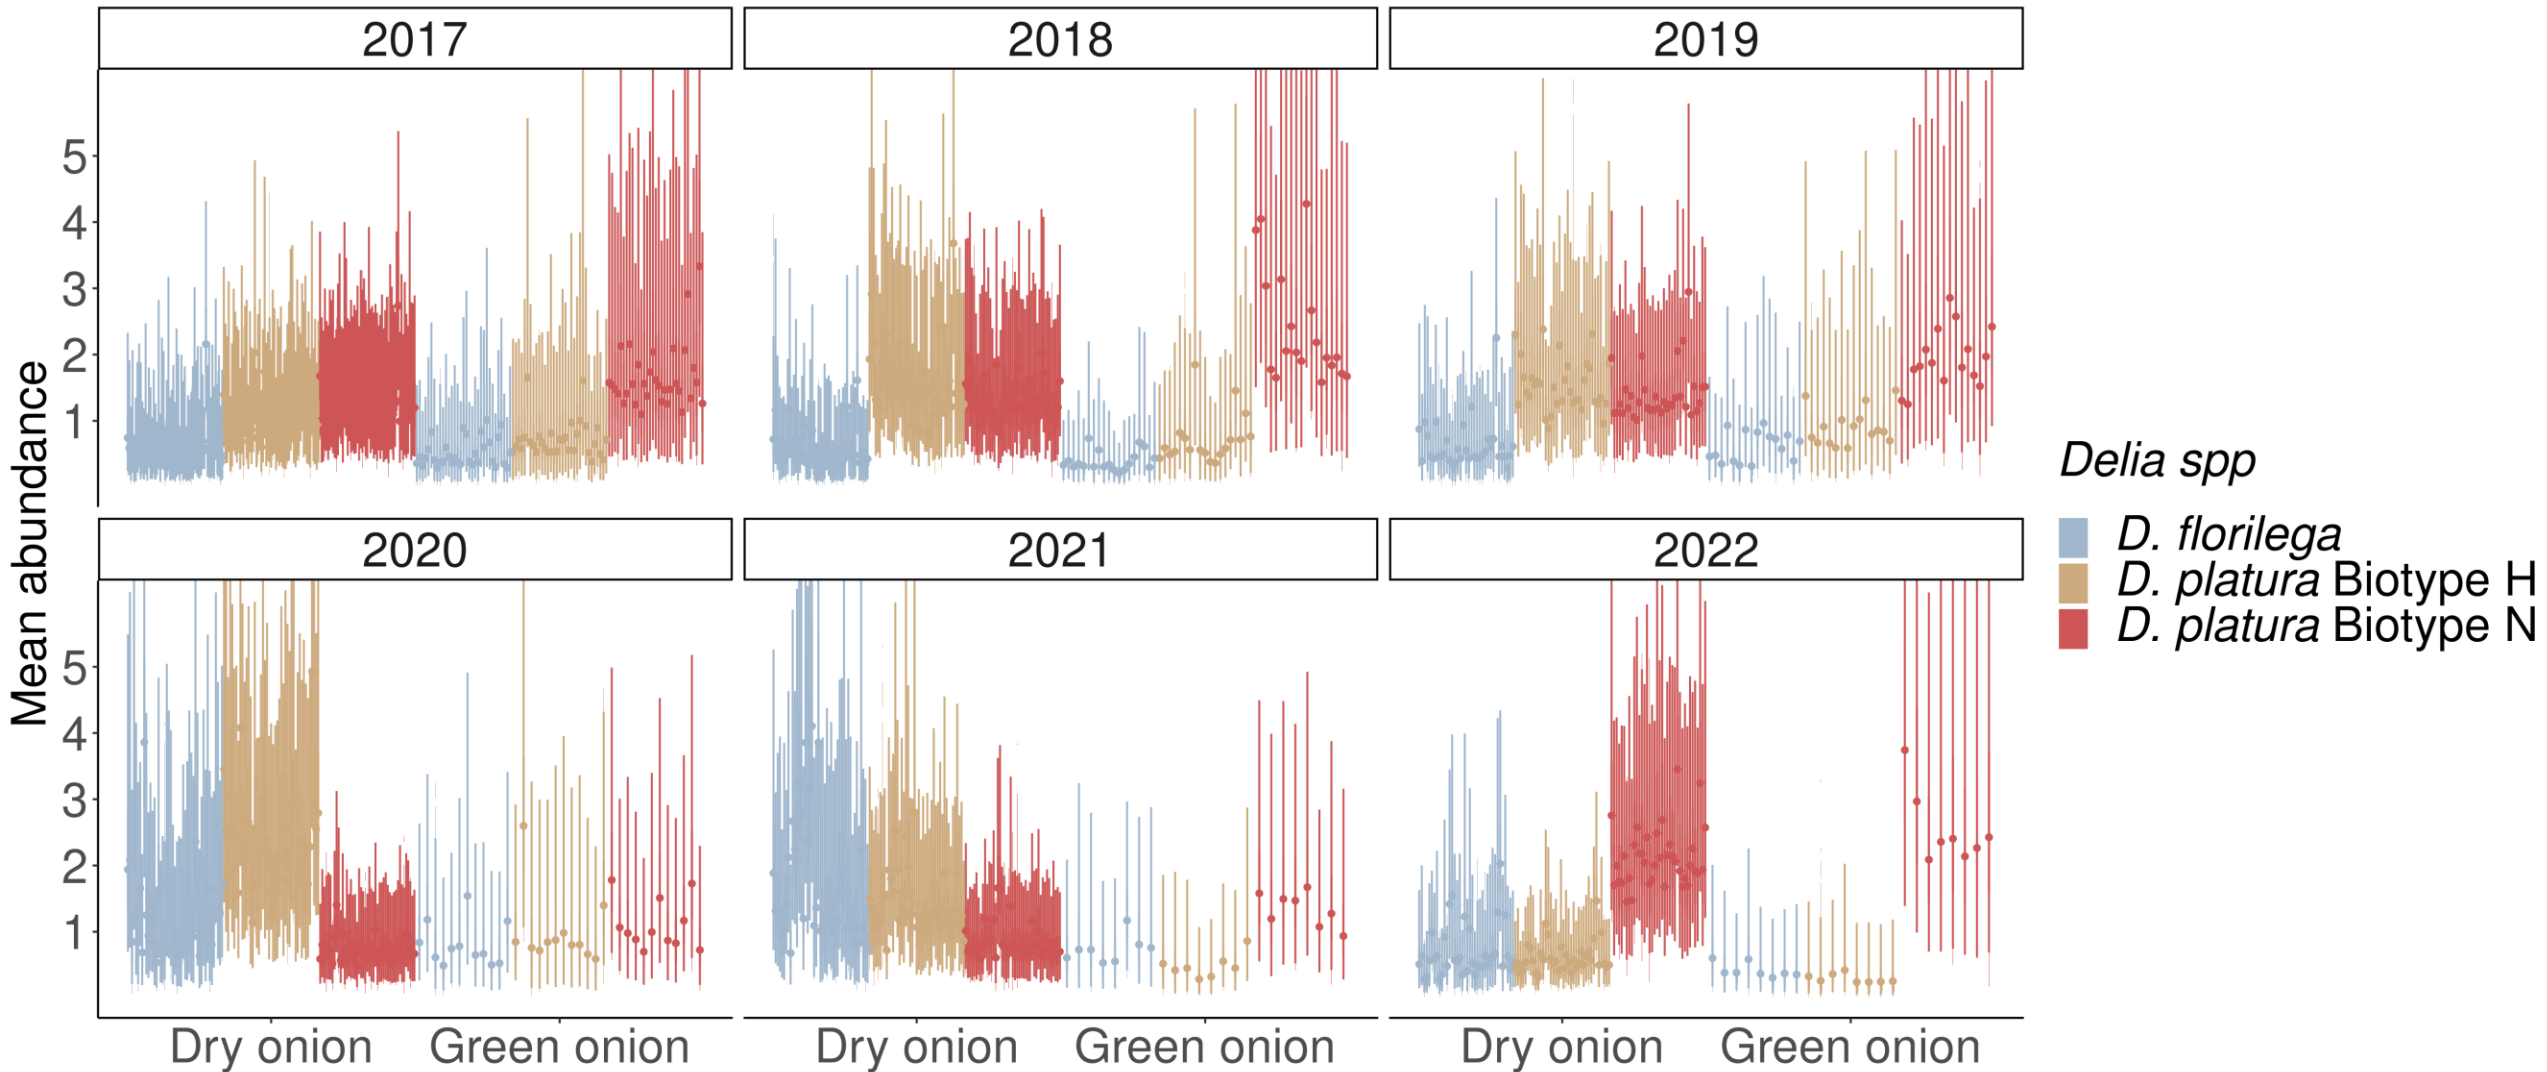 2017 2018 2019
5
4
3
2
1
2020 2021 2022
5
4
3
2
1
Mean abundance
Dry onion Green onion Dry onion Green onion Dry onion Green onion
Delia spp
D. florilega
D. platura Biotype H
D. platura Biotype N